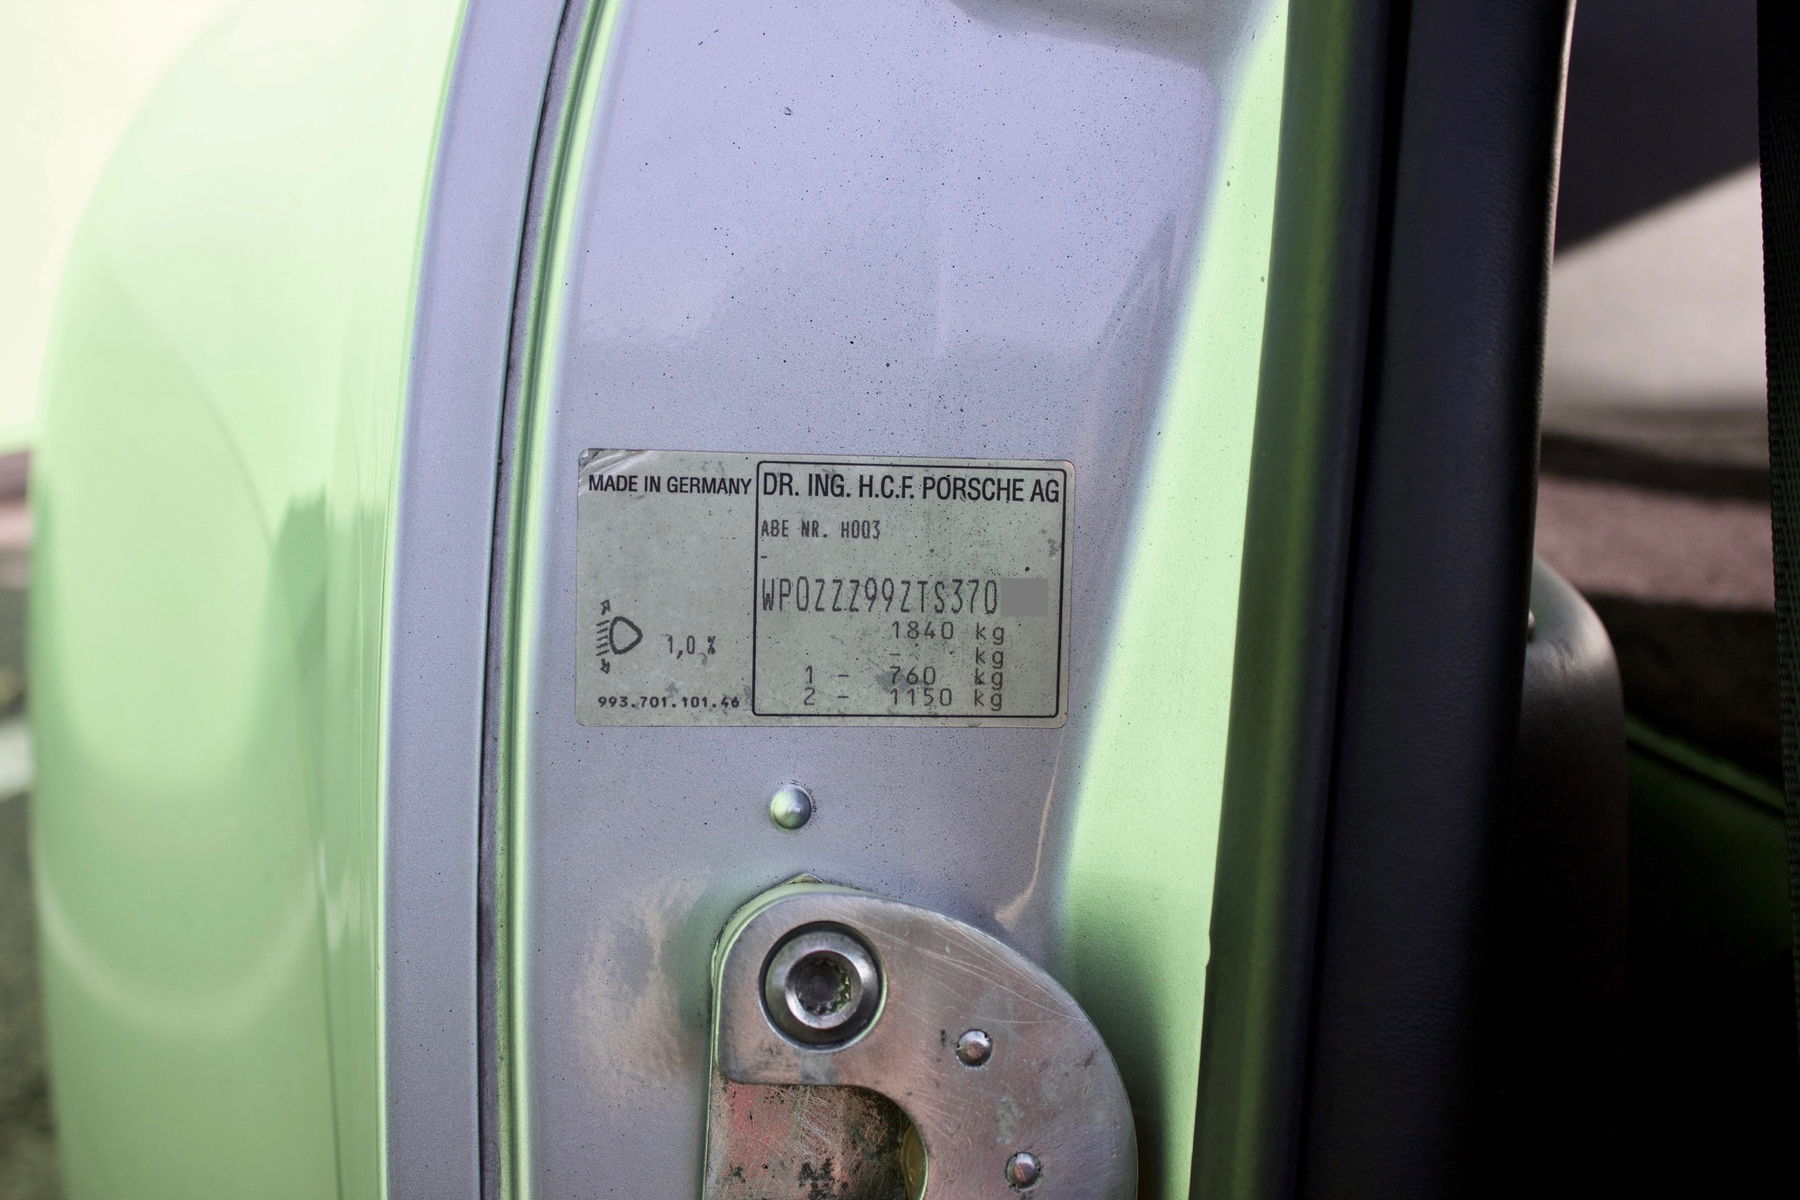 MADE IN GERMANY
1,0 %
993.701.101.46
DR. ING. H.C.F. PORSCHE AG
ABE NR. H003
-
WP0ZZZ99ZTS370
1840 kg
- kg
1 - 760 kg
2 - 1150 kg